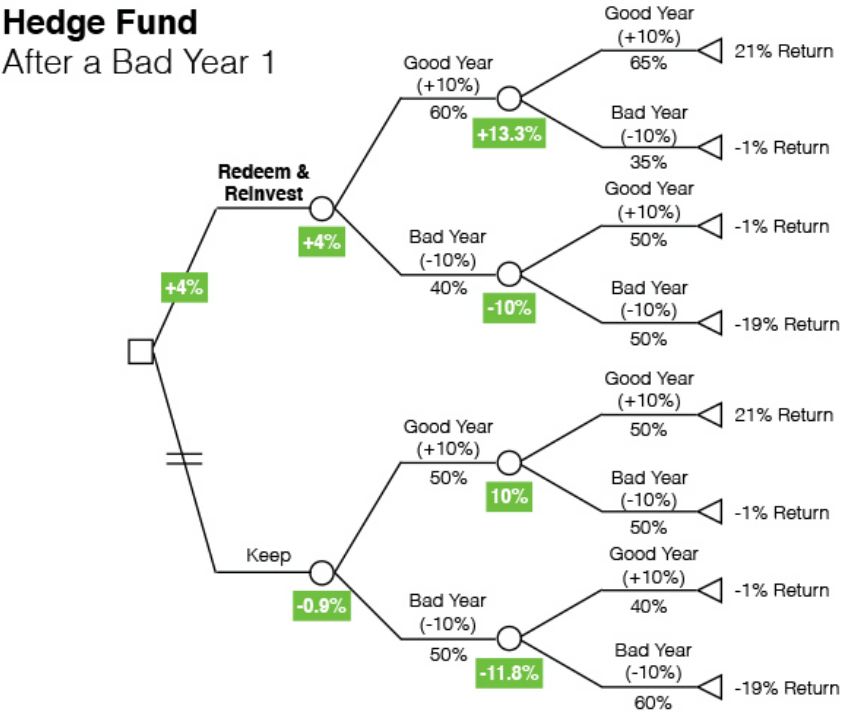 Hedge Fund
After a Bad Year 1
Good Year
(+10%)
65%
21% Return
Good Year
(+10%)
60%
+13.3%
Bad Year
(-10%)
35%
-1% Return
Redeem &
Reinvest
+4%
+4%
Good Year
(+10%)
50%
-1% Return
Bad Year
(-10%)
40%
-10%
Bad Year
(-10%)
50%
-19% Return
Good Year
(+10%)
50%
21% Return
Good Year
(+10%)
50%
10%
Bad Year
(-10%)
50%
-1% Return
Keep
-0.9%
Good Year
(+10%)
40%
-1% Return
Bad Year
(-10%)
50%
-11.8%
Bad Year
(-10%)
60%
-19% Return